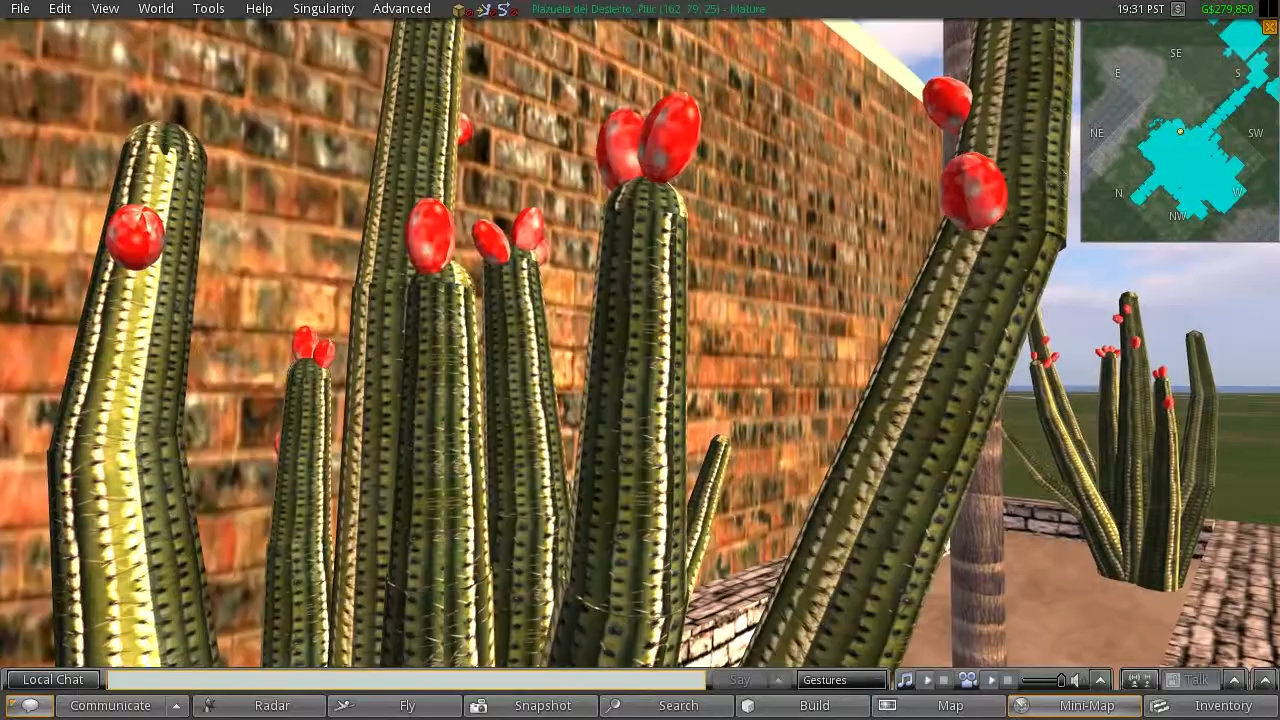 File Edit View World Tools Help Singularity Advanced Plazuela del Desierto, Pitic (162, 79, 25) - Mature 19:31 PST $ G$279,850
SE
E S
NE SW
N W
NW
Local Chat Say Gestures Talk
Communicate Radar Fly Snapshot Search Build Map Mini-Map Inventory